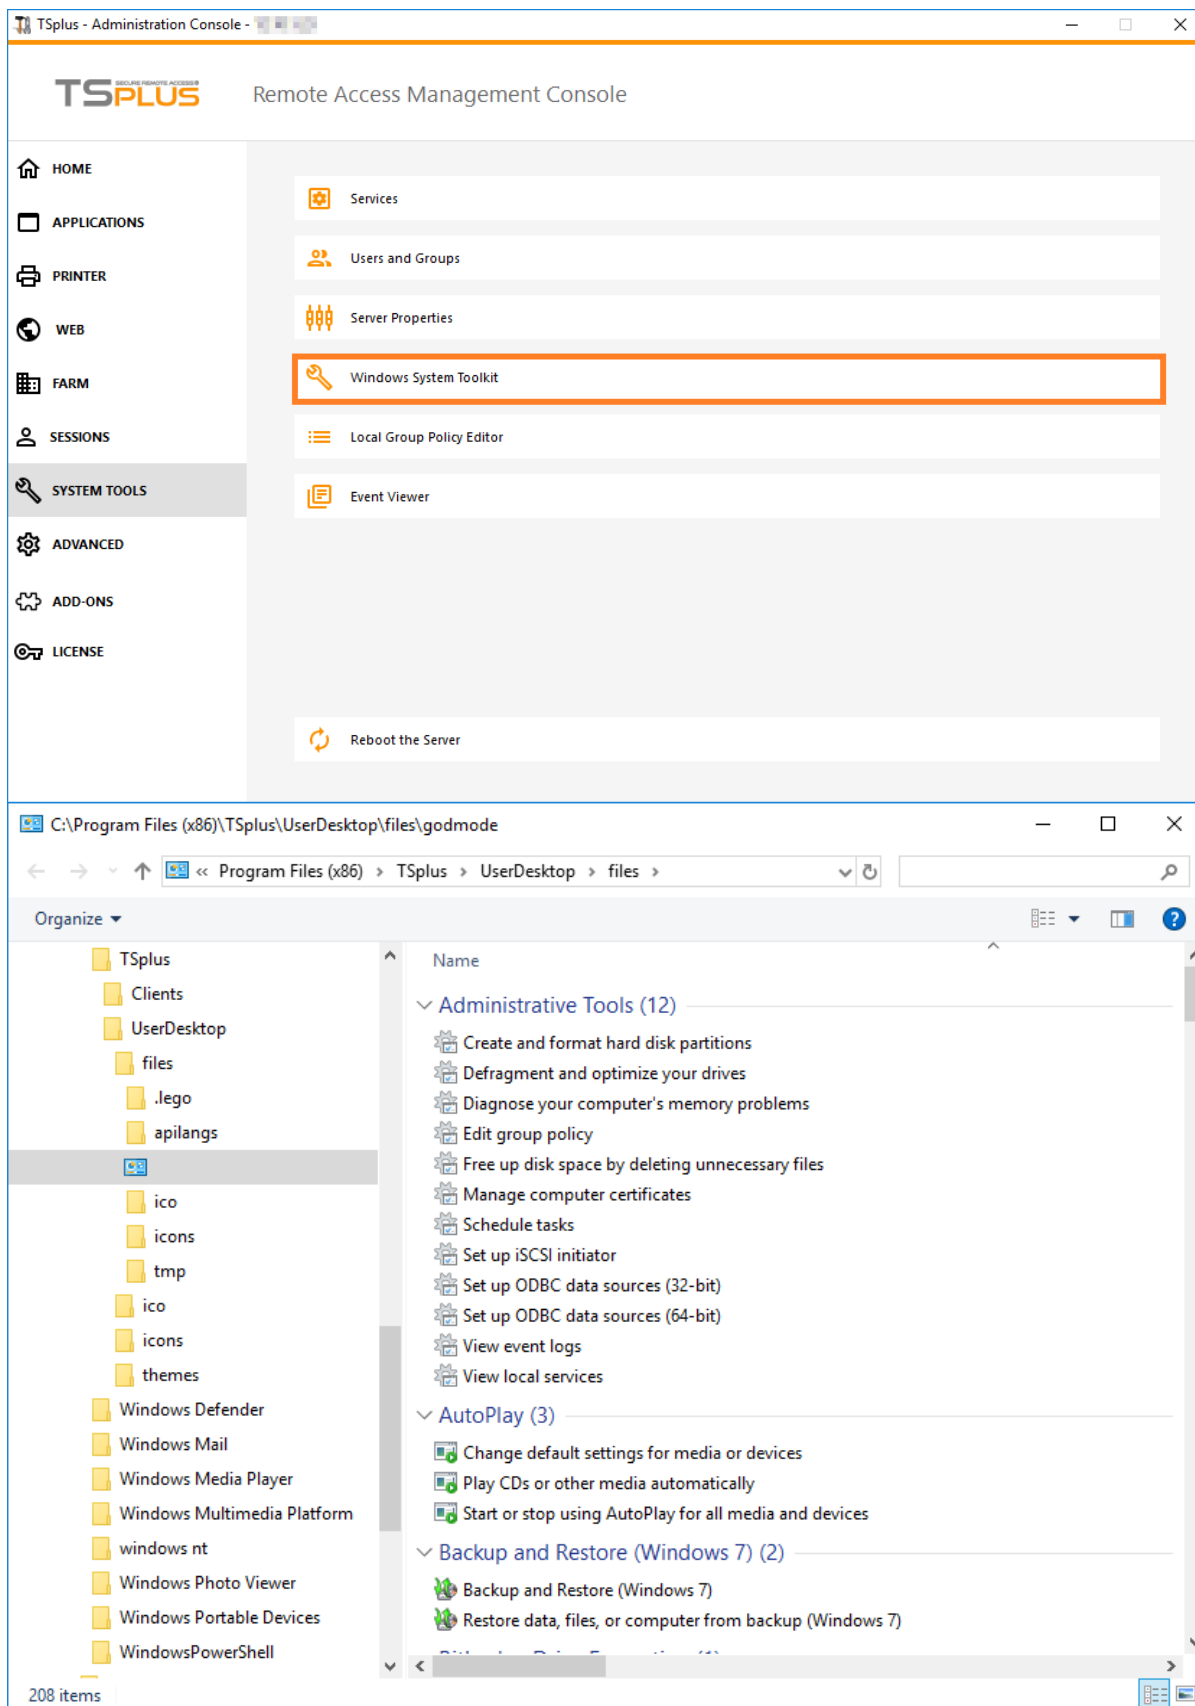 TSplus - Administration Console -
TSPLUS SECURE REMOTE ACCESS
Remote Access Management Console
HOME
APPLICATIONS
PRINTER
WEB
FARM
SESSIONS
SYSTEM TOOLS
ADVANCED
ADD-ONS
LICENSE
Services
Users and Groups
Server Properties
Windows System Toolkit
Local Group Policy Editor
Event Viewer
Reboot the Server
C:\Program Files (x86)\TSplus\UserDesktop\files\godmode
« Program Files (x86) > TSplus > UserDesktop > files >
Organize
TSplus
Clients
UserDesktop
files
.lego
apilangs
ico
icons
tmp
ico
icons
themes
Windows Defender
Windows Mail
Windows Media Player
Windows Multimedia Platform
windows nt
Windows Photo Viewer
Windows Portable Devices
WindowsPowerShell
Name
Administrative Tools (12)
Create and format hard disk partitions
Defragment and optimize your drives
Diagnose your computer's memory problems
Edit group policy
Free up disk space by deleting unnecessary files
Manage computer certificates
Schedule tasks
Set up iSCSI initiator
Set up ODBC data sources (32-bit)
Set up ODBC data sources (64-bit)
View event logs
View local services
AutoPlay (3)
Change default settings for media or devices
Play CDs or other media automatically
Start or stop using AutoPlay for all media and devices
Backup and Restore (Windows 7) (2)
Backup and Restore (Windows 7)
Restore data, files, or computer from backup (Windows 7)
208 items